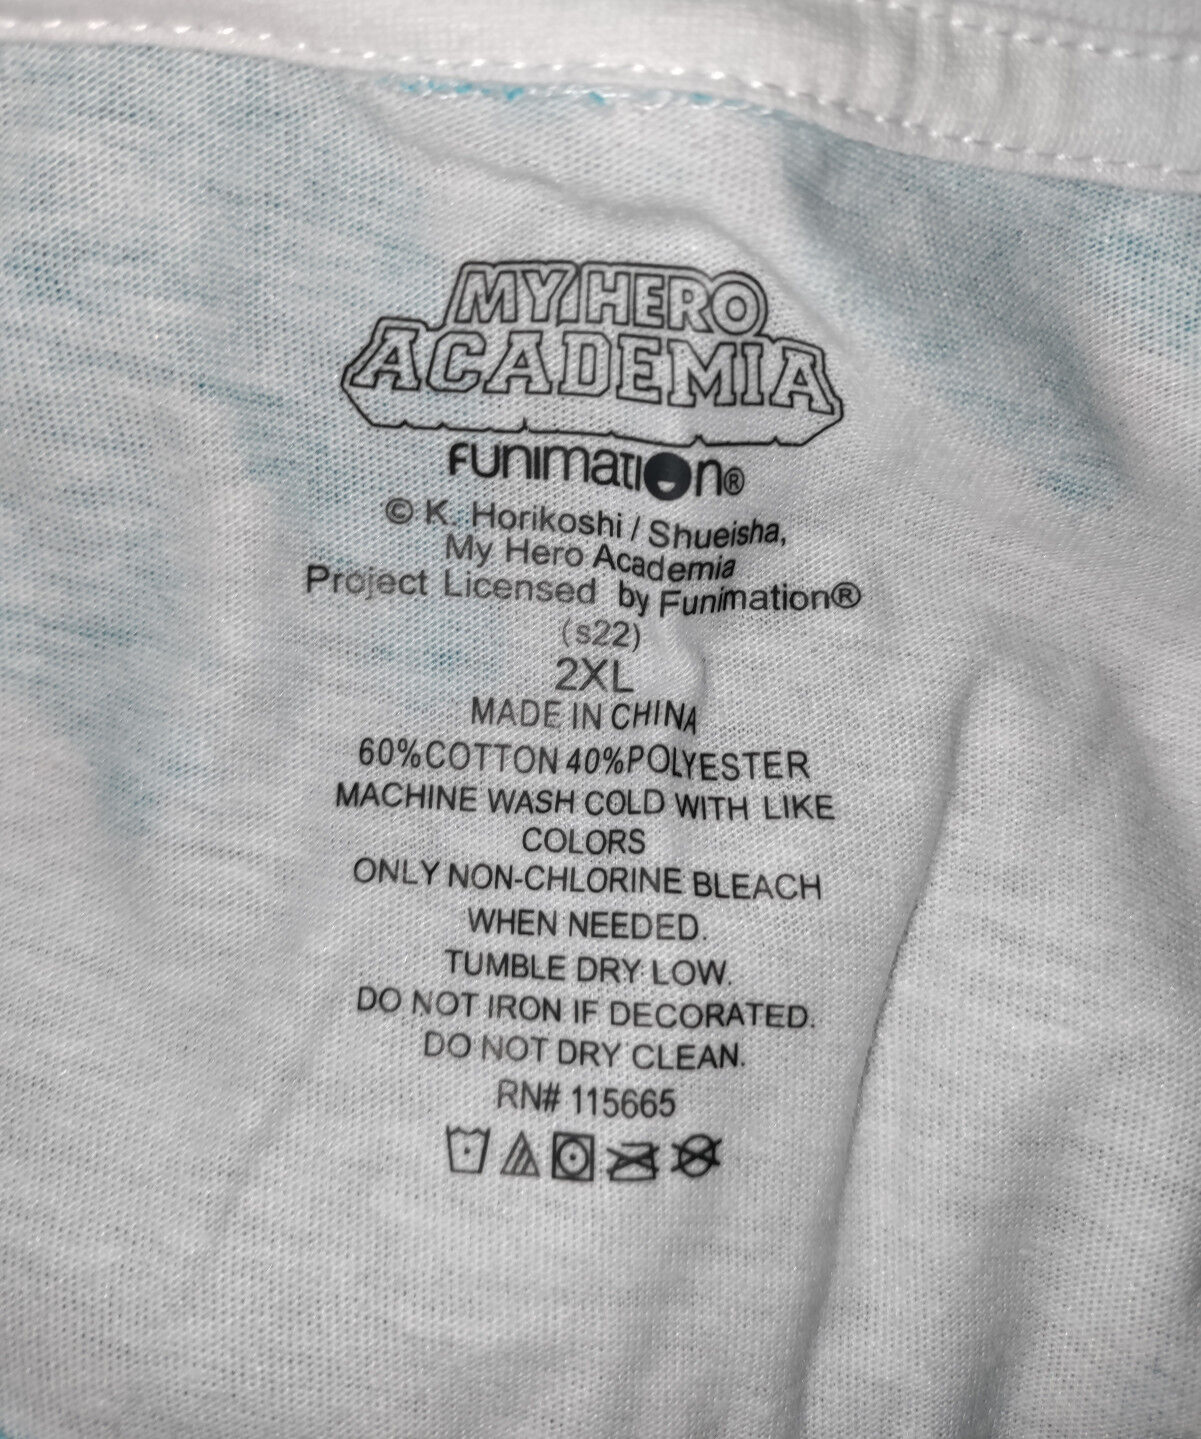 MY HERO
ACADEMIA
FUNIMATION®
© K. Horikoshi / Shueisha,
My Hero Academia
Project Licensed by Funimation®
(s22)
2XL
MADE IN CHINA
60%COTTON 40%POLYESTER
MACHINE WASH COLD WITH LIKE
COLORS
ONLY NON-CHLORINE BLEACH
WHEN NEEDED.
TUMBLE DRY LOW.
DO NOT IRON IF DECORATED.
DO NOT DRY CLEAN.
RN# 115665